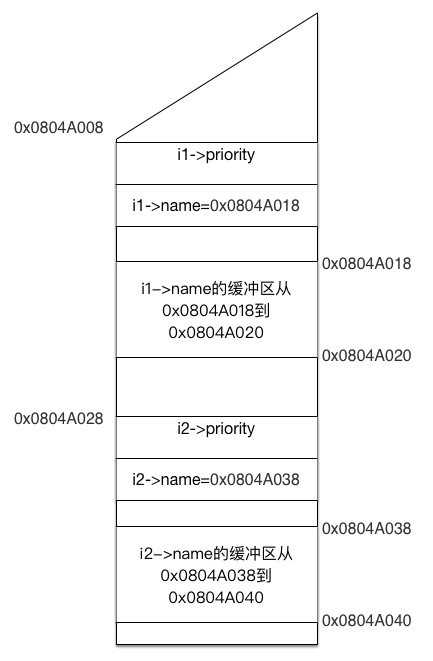 0x0804A008
i1->priority
i1->name=0x0804A018
0x0804A018
i1->name的缓冲区从
0x0804A018到
0x0804A020
0x0804A020
0x0804A028
i2->priority
i2->name=0x0804A038
0x0804A038
i2->name的缓冲区从
0x0804A038到
0x0804A040
0x0804A040